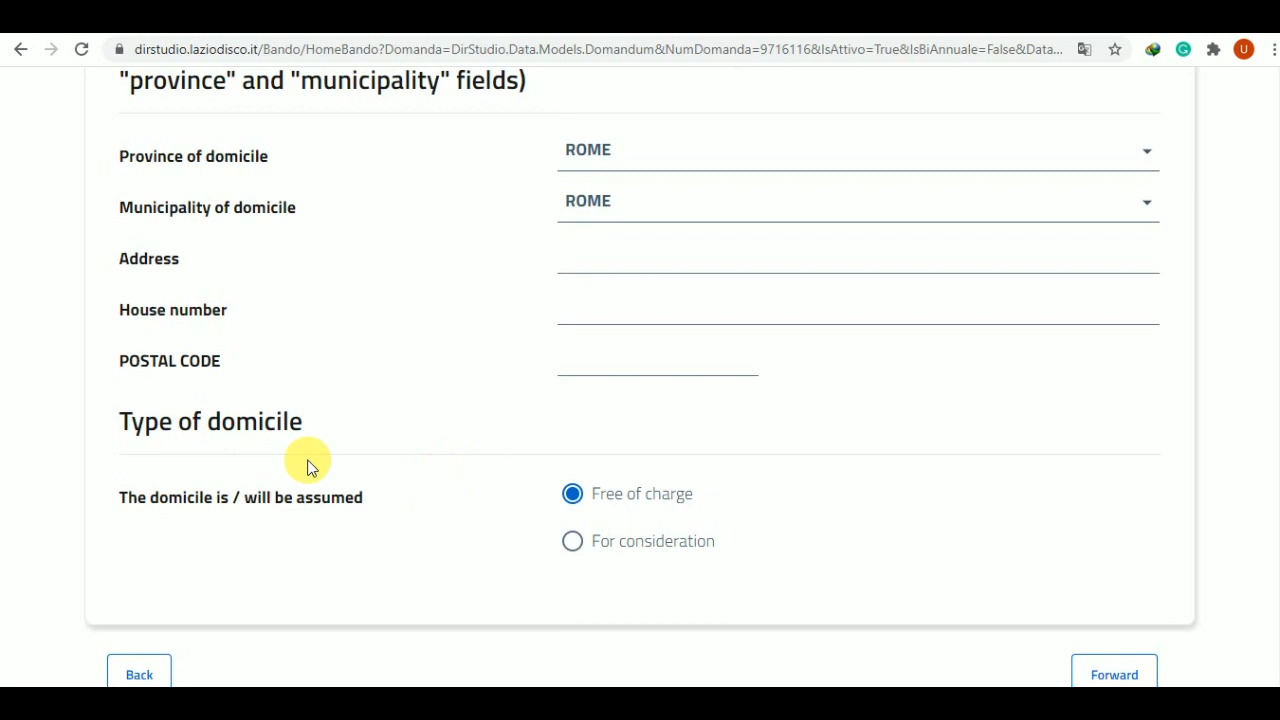 dirstudio.laziodisco.it/Bando/HomeBando?Domanda=DirStudio.Data.Models.Domandum&NumDomanda=9716116&IsAttivo=True&IsBiAnnuale=False&Data...
U
"province" and "municipality" fields)
Province of domicile
ROME
Municipality of domicile
ROME
Address
House number
POSTAL CODE
Type of domicile
The domicile is / will be assumed
Free of charge
For consideration
Back
Forward